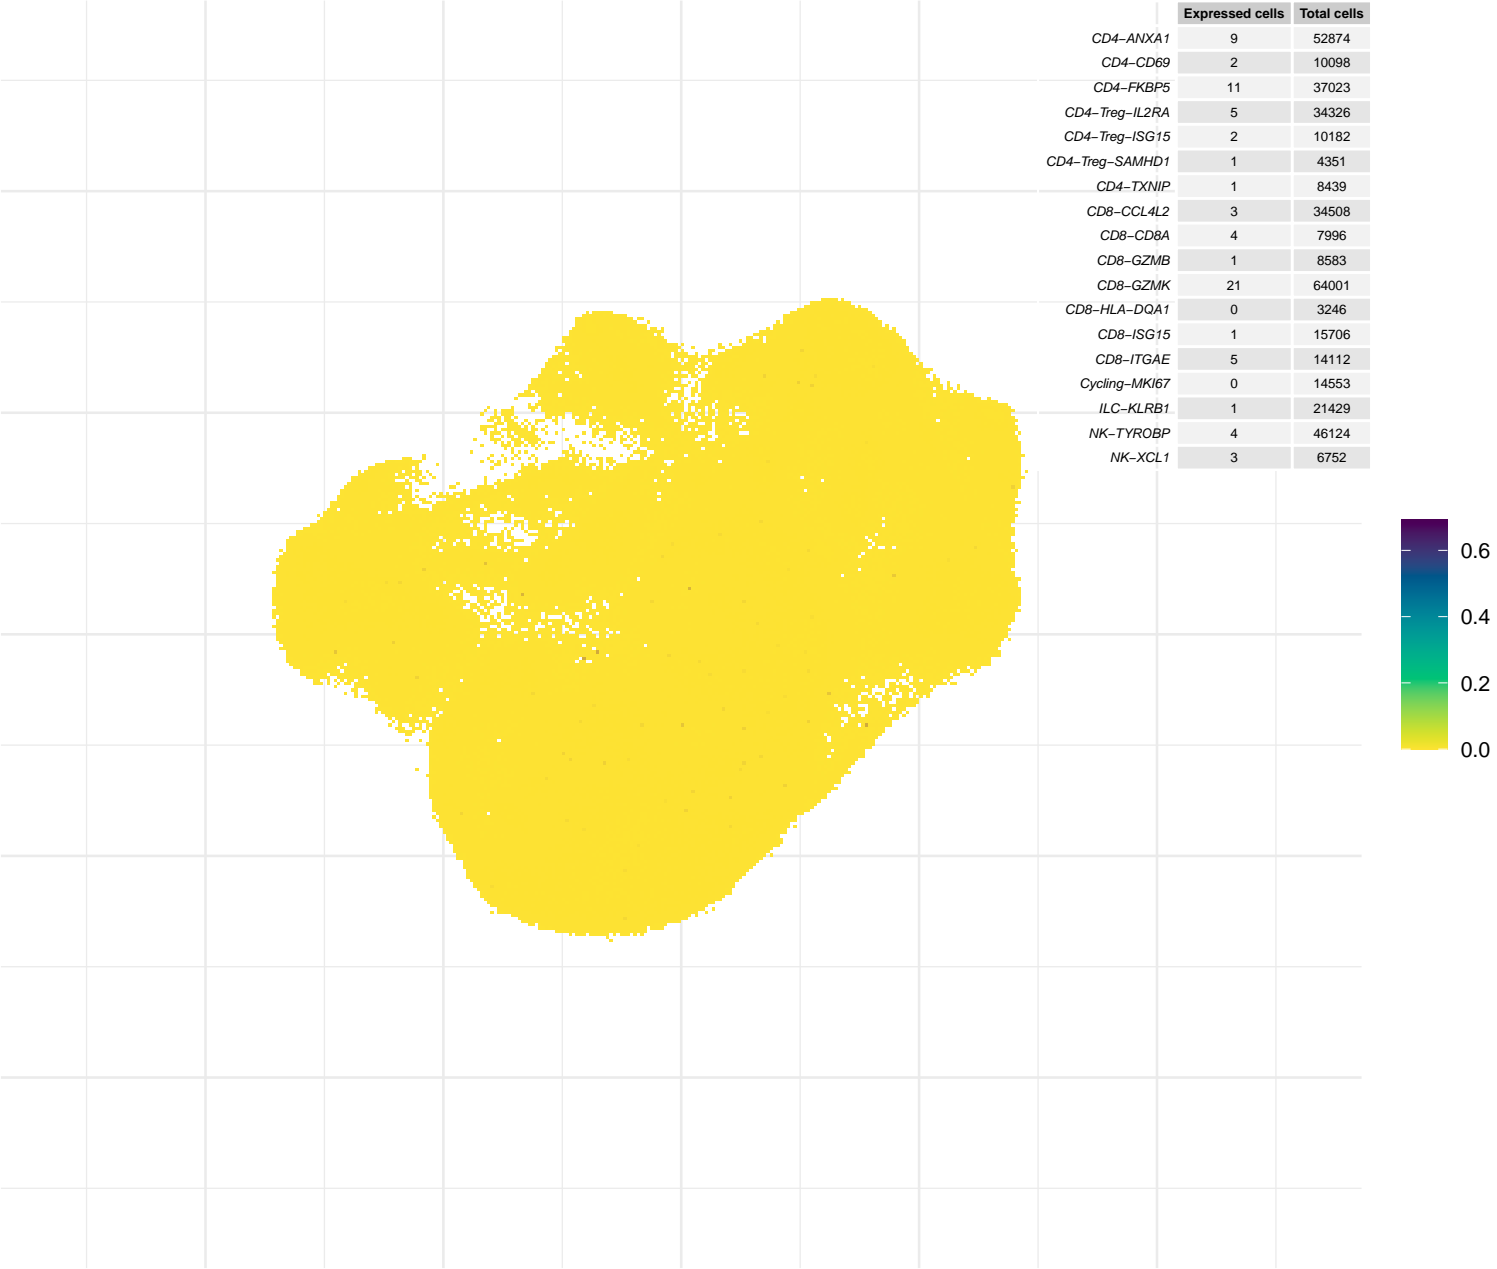 Expressed cells Total cells
CD4−ANXA1 9 52874
CD4−CD69 2 10098
CD4−FKBP5 11 37023
CD4−Treg−IL2RA 5 34326
CD4−Treg−ISG15 2 10182
CD4−Treg−SAMHD1 1 4351
CD4−TXNIP 1 8439
CD8−CCL4L2 3 34508
CD8−CD8A 4 7996
CD8−GZMB 1 8583
CD8−GZMK 21 64001
CD8−HLA−DQA1 0 3246
CD8−ISG15 1 15706
CD8−ITGAE 5 14112
Cycling−MKI67 0 14553
ILC−KLRB1 1 21429
NK−TYROBP 4 46124
NK−XCL1 3 6752
0.6
0.4
0.2
0.0